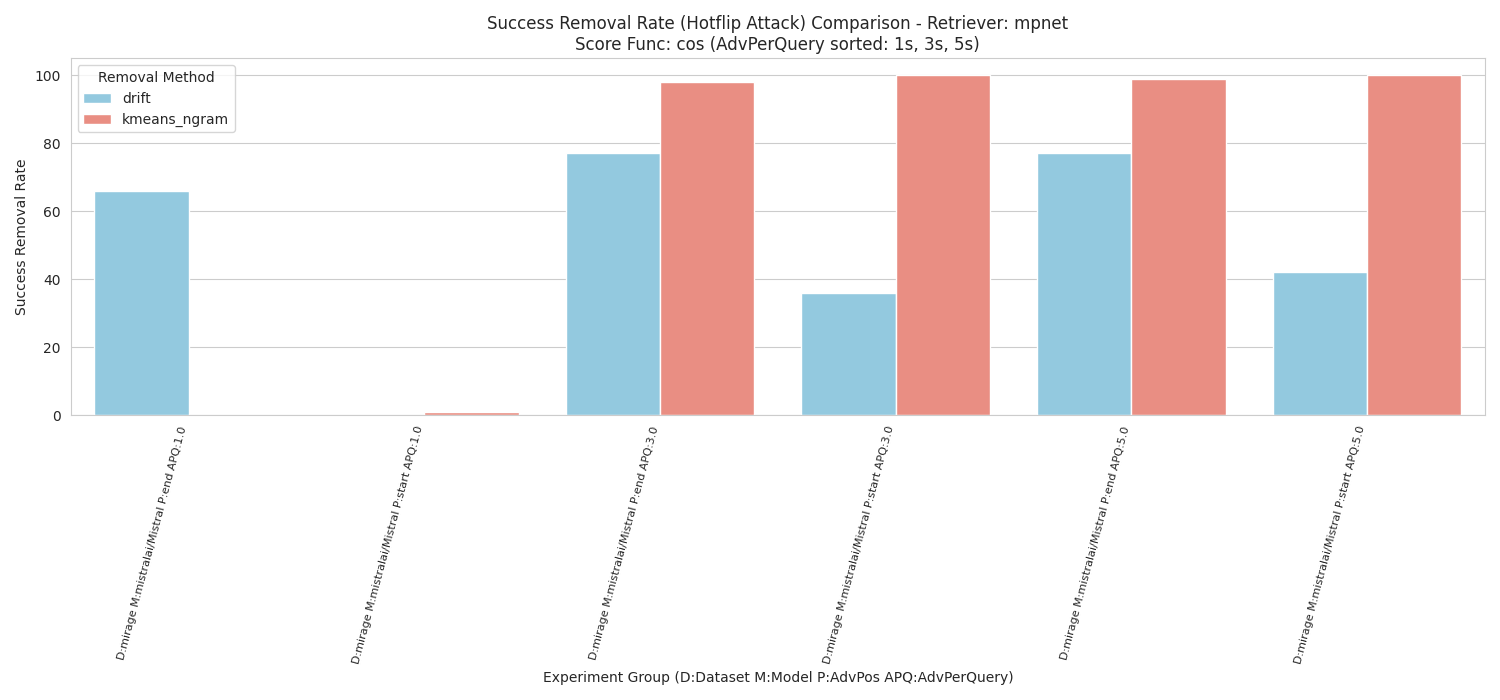 Success Removal Rate (Hotflip Attack) Comparison - Retriever: mpnet
Score Func: cos (AdvPerQuery sorted: 1s, 3s, 5s)
Removal Method
drift
kmeans_ngram
Success Removal Rate
100
80
60
40
20
0
D:mirage M:mistralai/Mistral P:end APQ:1.0
D:mirage M:mistralai/Mistral P:start APQ:1.0
D:mirage M:mistralai/Mistral P:end APQ:3.0
D:mirage M:mistralai/Mistral P:start APQ:3.0
D:mirage M:mistralai/Mistral P:end APQ:5.0
D:mirage M:mistralai/Mistral P:start APQ:5.0
Experiment Group (D:Dataset M:Model P:AdvPos APQ:AdvPerQuery)